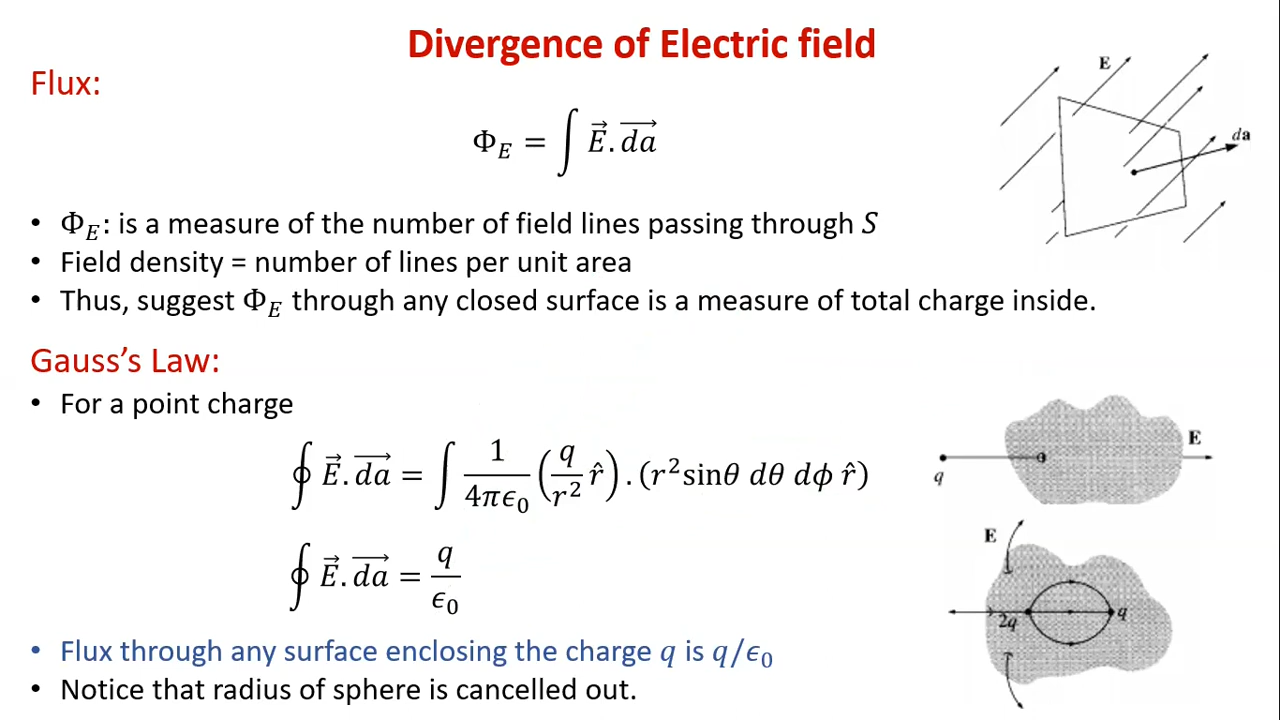 Divergence of Electric field
Flux:
Φ_E = ∫ E⃗ . d⃗a⃗
E
da
• Φ_E: is a measure of the number of field lines passing through S
• Field density = number of lines per unit area
• Thus, suggest Φ_E through any closed surface is a measure of total charge inside.
Gauss's Law:
• For a point charge
∮ E⃗ . d⃗a⃗ = ∫ 1/4πϵ₀ (q/r² r̂) . (r²sinθ dθ dϕ r̂)
E
q
∮ E⃗ . d⃗a⃗ = q/ϵ₀
E
2q
q
• Flux through any surface enclosing the charge q is q/ϵ₀
• Notice that radius of sphere is cancelled out.